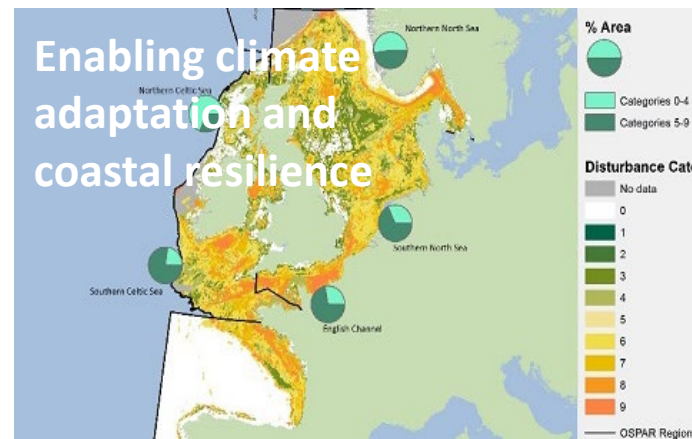 Enabling climate
adaptation and
coastal resilience
Northern North Sea
Northern Celtic Sea
Southern North Sea
Southern Celtic Sea
English Channel
% Area
Categories 0-4
Categories 5-9
Disturbance Cate
No data
0
1
2
3
4
5
6
7
8
9
OSPAR Region